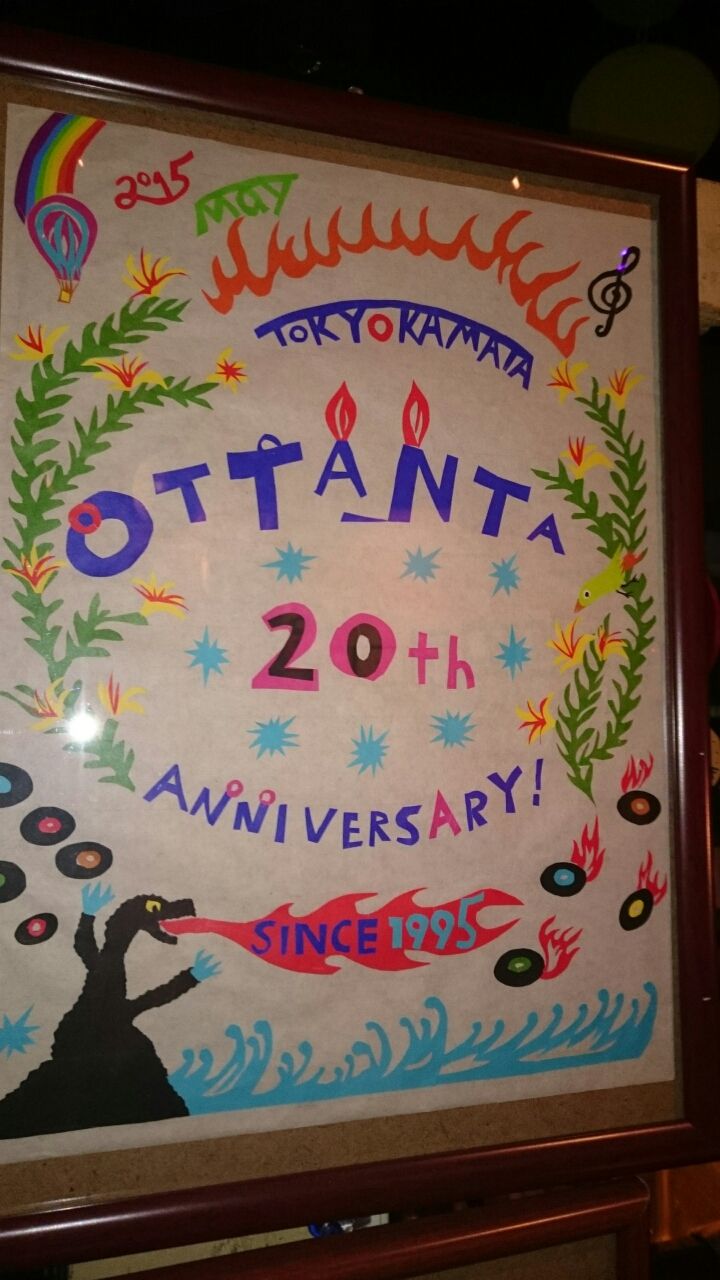 2015 MAY
TOKYO KAMATA
OTTANTA
20th
ANNIVERSARY!
SINCE 1995